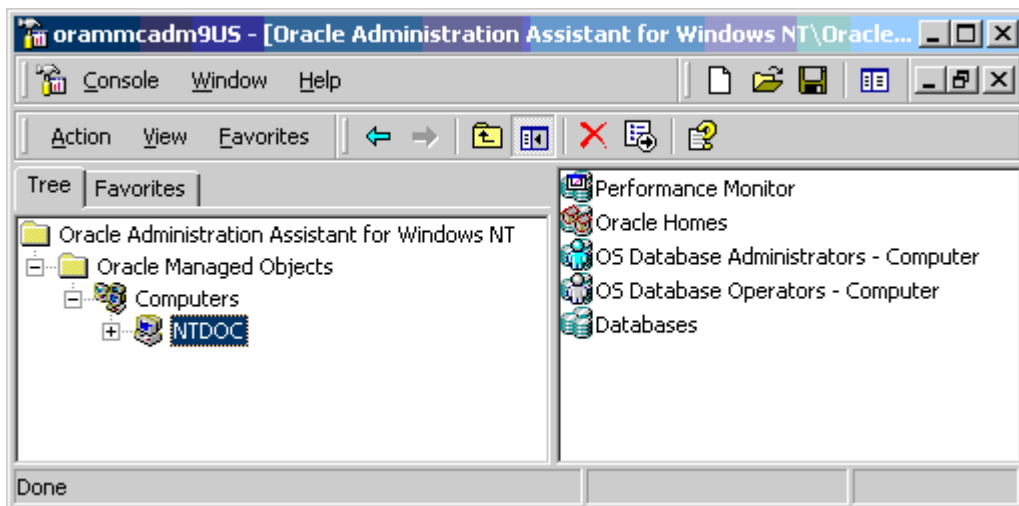 orammcadm9US - [Oracle Administration Assistant for Windows NT\Oracle...
Console Window Help
Action View Favorites
Tree Favorites
Oracle Administration Assistant for Windows NT
Oracle Managed Objects
Computers
NTDOC
Performance Monitor
Oracle Homes
OS Database Administrators - Computer
OS Database Operators - Computer
Databases
Done